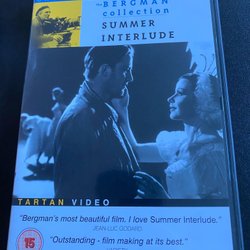 the BERGMAN
collection
SUMMER
INTERLUDE
TARTAN VIDEO
"Bergman's most beautiful film. I love Summer Interlude."
JEAN-LUC GODARD
"Outstanding - film making at its best."
15